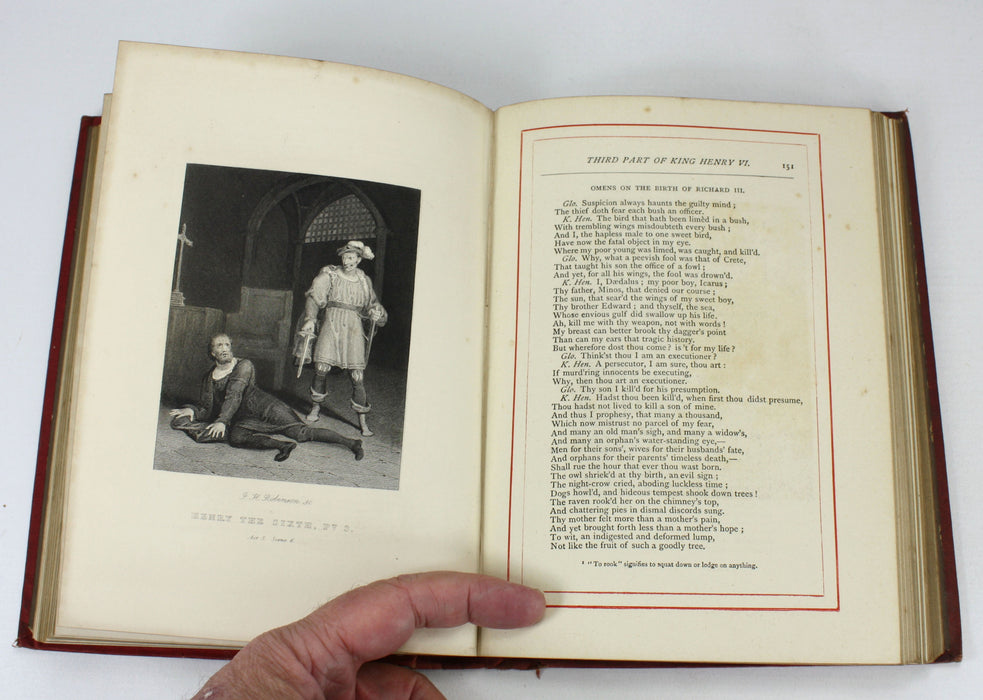 J. H. Robinson, sc
HENRY THE SIXTH, PT 3.
Act 5. Scene 6.
THIRD PART OF KING HENRY VI. 151
OMENS ON THE BIRTH OF RICHARD III.
Glo. Suspicion always haunts the guilty mind ;
The thief doth fear each bush an officer.
K. Hen. The bird that hath been limèd in a bush,
With trembling wings misdoubteth every bush ;
And I, the hapless male to one sweet bird,
Have now the fatal object in my eye.
Where my poor young was limed, was caught, and kill'd.
Glo. Why, what a peevish fool was that of Crete,
That taught his son the office of a fowl ;
And yet, for all his wings, the fool was drown'd.
K. Hen. I, Dædalus ; my poor boy, Icarus ;
Thy father, Minos, that denied our course ;
The sun, that sear'd the wings of my sweet boy,
Thy brother Edward ; and thyself, the sea,
Whose envious gulf did swallow up his life.
Ah, kill me with thy weapon, not with words !
My breast can better brook thy dagger's point
Than can my ears that tragic history.
But wherefore dost thou come? is 't for my life ?
Glo. Think'st thou I am an executioner ?
K. Hen. A persecutor, I am sure, thou art :
If murd'ring innocents be executing,
Why, then thou art an executioner.
Glo. Thy son I kill'd for his presumption.
K. Hen. Hadst thou been kill'd, when first thou didst presume,
Thou hadst not lived to kill a son of mine.
And thus I prophesy, that many a thousand,
Which now mistrust no parcel of my fear,
And many an old man's sigh, and many a widow's,
And many an orphan's water-standing eye,—
Men for their sons', wives for their husbands' fate,
And orphans for their parents' timeless death,—
Shall rue the hour that ever thou wast born.
The owl shriek'd at thy birth, an evil sign ;
The night-crow cried, aboding luckless time ;
Dogs howl'd, and hideous tempest shook down trees !
The raven rook'd her on the chimney's top,
And chattering pies in dismal discords sung.
Thy mother felt more than a mother's pain,
And yet brought forth less than a mother's hope ;
To wit, an indigested and deformed lump,
Not like the fruit of such a goodly tree.
¹ "To rook" signifies to squat down or lodge on anything.